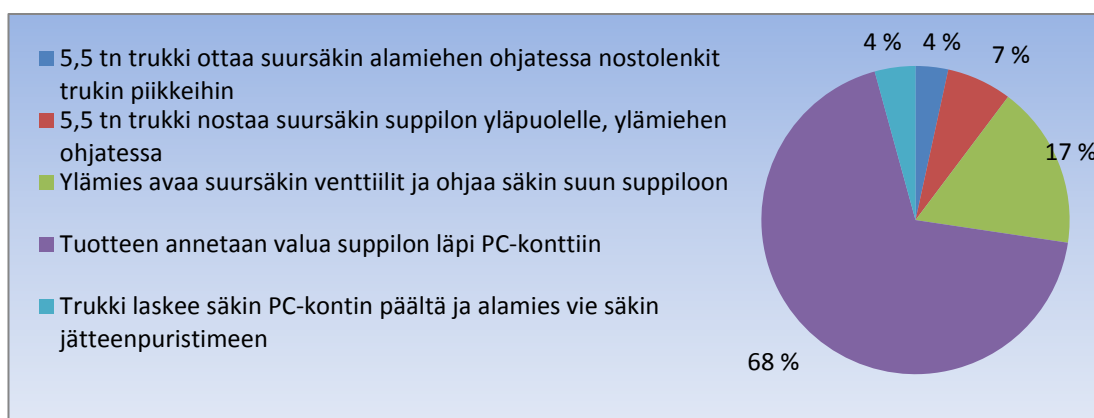 5,5 tn trukki ottaa suursäkin alamiehen ohjatessa nostolenkit
trukin piikkeihin
5,5 tn trukki nostaa suursäkin suppilon yläpuolelle, ylämiehen
ohjatessa
Ylämies avaa suursäkin venttiilit ja ohjaa säkin suun suppiloon
Tuotteen annetaan valua suppilon läpi PC-konttiin
Trukki laskee säkin PC-kontin päältä ja alamies vie säkin
jätteenpuristimeen
4 %
4 %
7 %
17 %
68 %